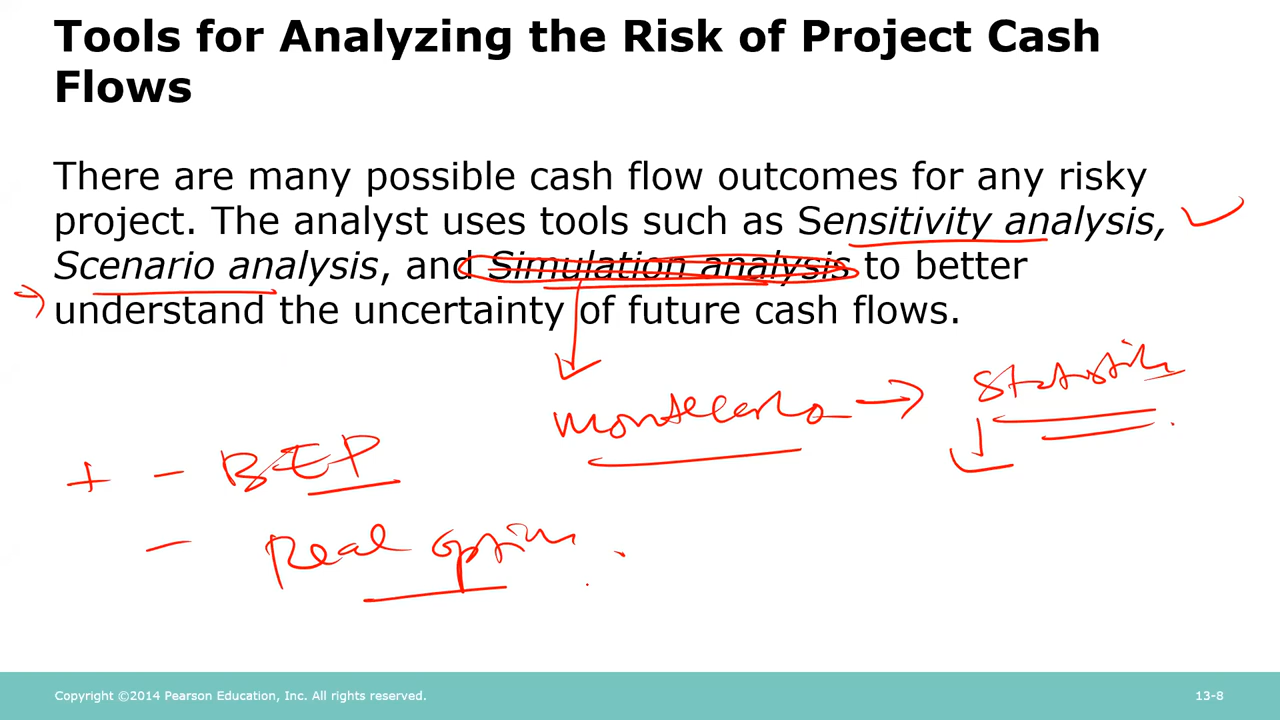 Tools for Analyzing the Risk of Project Cash
Flows
There are many possible cash flow outcomes for any risky
project. The analyst uses tools such as Sensitivity analysis,
Scenario analysis, and Simulation analysis to better
understand the uncertainty of future cash flows.
montecarlo → Statistik
+ - BEP
- Real option
Copyright ©2014 Pearson Education, Inc. All rights reserved.
13-8